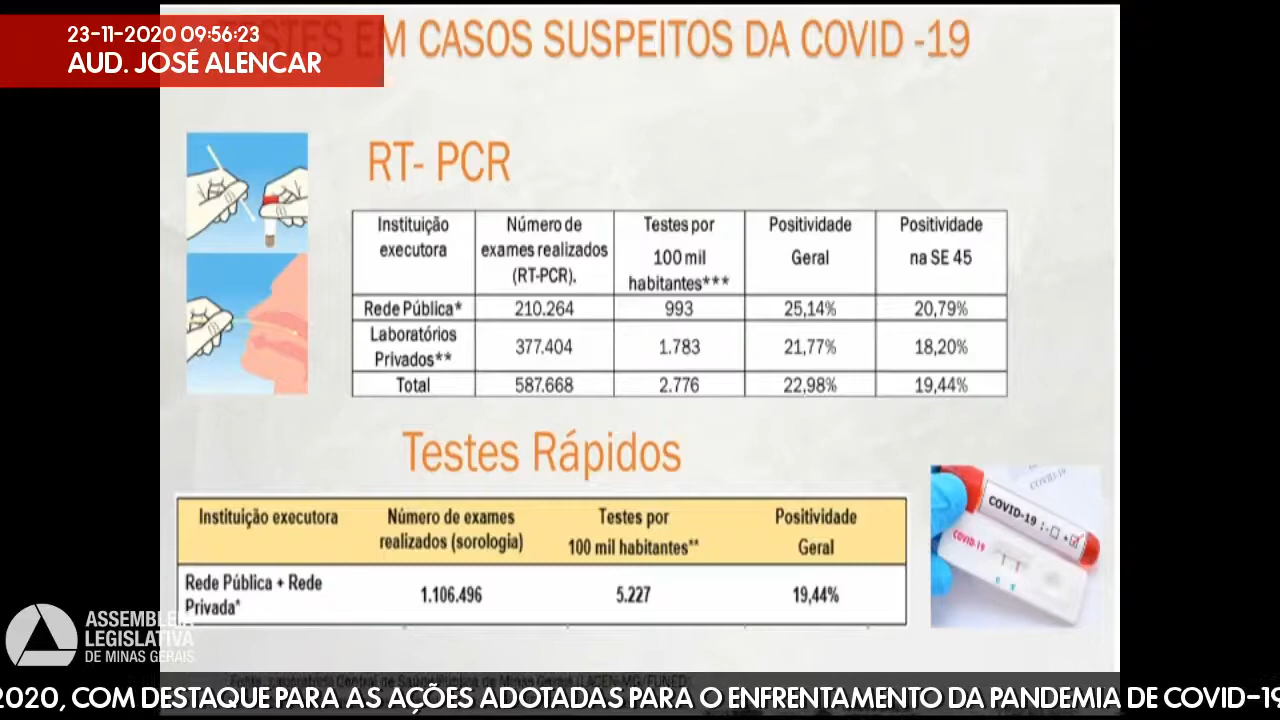 23-11-2020 09:56:23
AUD. JOSÉ ALENCAR
EM CASOS SUSPEITOS DA COVID -19
RT- PCR
Instituição executora | Número de exames realizados (RT-PCR). | Testes por 100 mil habitantes*** | Positividade Geral | Positividade na SE 45
Rede Pública* | 210.264 | 993 | 25,14% | 20,79%
Laboratórios Privados** | 377.404 | 1.783 | 21,77% | 18,20%
Total | 587.668 | 2.776 | 22,98% | 19,44%
Testes Rápidos
Instituição executora | Número de exames realizados (sorologia) | Testes por 100 mil habitantes** | Positividade Geral
Rede Pública + Rede Privada* | 1.106.496 | 5.227 | 19,44%
COVID-19
COVID-19 :-
COVID-19
ASSEMBLEIA
LEGISLATIVA
DE MINAS GERAIS
2020, COM DESTAQUE PARA AS AÇÕES ADOTADAS PARA O ENFRENTAMENTO DA PANDEMIA DE COVID-19